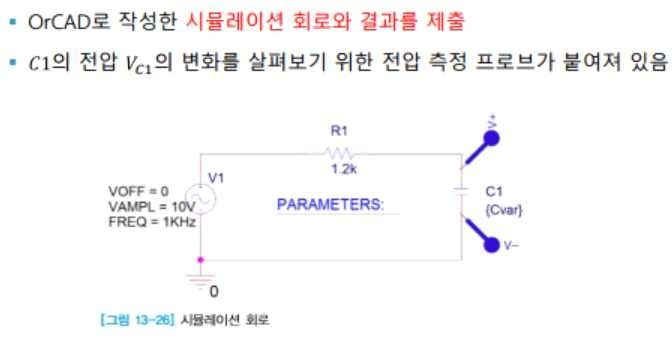 ▪ OrCAD로 작성한 시뮬레이션 회로와 결과를 제출
▪ C1의 전압 V_C1의 변화를 살펴보기 위한 전압 측정 프로브가 붙여져 있음
V+
R1
1.2k
V1
VOFF = 0
VAMPL = 10V
FREQ = 1KHz
PARAMETERS:
C1
{Cvar}
V-
0
[그림 13-26] 시뮬레이션 회로